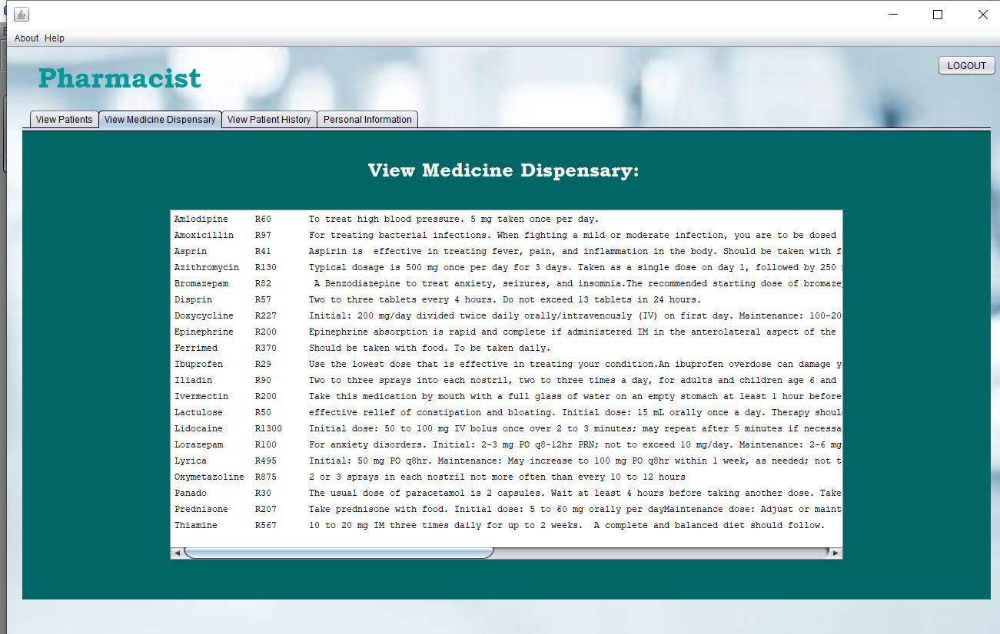 About Help
Pharmacist
LOGOUT
View Patients View Medicine Dispensary View Patient History Personal Information
View Medicine Dispensary:
Amlodipine R60 To treat high blood pressure. 5 mg taken once per day.
Amoxicillin R97 For treating bacterial infections. When fighting a mild or moderate infection, you are to be dosed
Asprin R41 Aspirin is  effective in treating fever, pain, and inflammation in the body. Should be taken with
Azithromycin R130 Typical dosage is 500 mg once per day for 3 days. Taken as a single dose on day 1, followed by 250
Bromazepam R82 A Benzodiazepine to treat anxiety, seizures, and insomnia.The recommended starting dose of
Disprin R57 Two to three tablets every 4 hours. Do not exceed 13 tablets in 24 hours.
Doxycycline R227 Initial: 200 mg/day divided twice daily orally/intravenously (IV) on first day. Maintenance: 100-20
Epinephrine R200 Epinephrine absorption is rapid and complete if administered IM in the anterolateral aspect of the
Ferrimed R370 Should be taken with food. To be taken daily.
Ibuprofen R29 Use the lowest dose that is effective in treating your condition.An ibuprofen overdose can damage
Iliadin R90 Two to three sprays into each nostril, two to three times a day, for adults and children age 6 and
Ivermectin R200 Take this medication by mouth with a full glass of water on an empty stomach at least 1 hour before
Lactulose R50 effective relief of constipation and bloating. Initial dose: 15 mL orally once a day. Therapy shoul
Lidocaine R1300 Initial dose: 50 to 100 mg IV bolus once over 2 to 3 minutes; may repeat after 5 minutes if necessa
Lorazepam R100 For anxiety disorders. Initial: 2-3 mg PO q8-12hr PRN; not to exceed 10 mg/day. Maintenance: 2-6 mg
Lyrica R495 Initial: 50 mg PO q8hr. Maintenance: May increase to 100 mg PO q8hr within 1 week, as needed; not t
Oxymetazoline R875 2 or 3 sprays in each nostril not more often than every 10 to 12 hours
Panado R30 The usual dose of paracetamol is 2 capsules. Wait at least 4 hours before taking another dose. Take
Prednisone R207 Take prednisone with food. Initial dose: 5 to 60 mg orally per dayMaintenance dose: Adjust or maint
Thiamine R567 10 to 20 mg IM three times daily for up to 2 weeks.  A complete and balanced diet should follow.